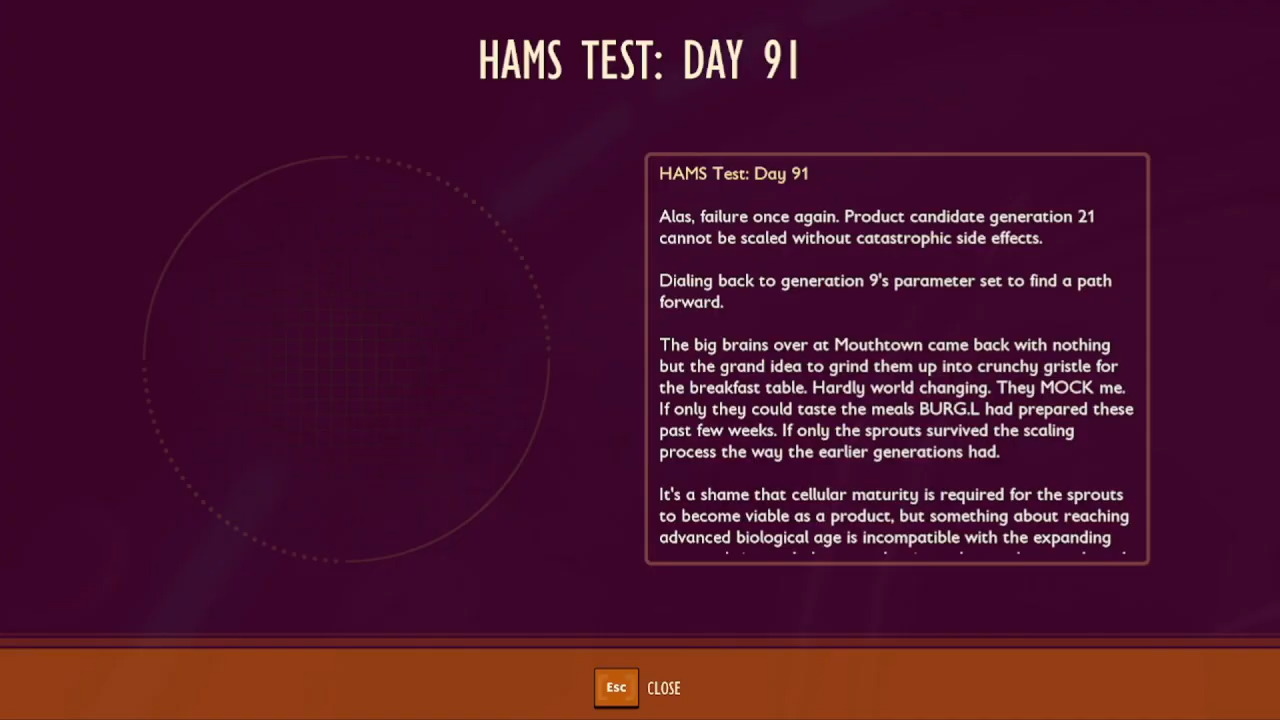 HAMS TEST: DAY 91
HAMS Test: Day 91
Alas, failure once again. Product candidate generation 21
cannot be scaled without catastrophic side effects.
Dialing back to generation 9's parameter set to find a path
forward.
The big brains over at Mouthtown came back with nothing
but the grand idea to grind them up into crunchy gristle for
the breakfast table. Hardly world changing. They MOCK me.
If only they could taste the meals BURG.L had prepared these
past few weeks. If only the sprouts survived the scaling
process the way the earlier generations had.
It's a shame that cellular maturity is required for the sprouts
to become viable as a product, but something about reaching
advanced biological age is incompatible with the expanding
Esc CLOSE